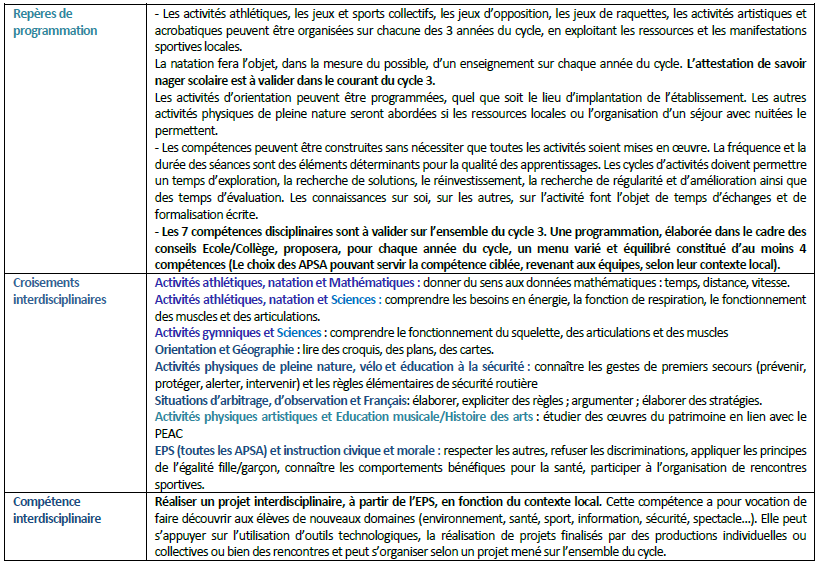 Repères de programmation
- Les activités athlétiques, les jeux et sports collectifs, les jeux d'opposition, les jeux de raquettes, les activités artistiques et
acrobatiques peuvent être organisées sur chacune des 3 années du cycle, en exploitant les ressources et les manifestations
sportives locales.
La natation fera l'objet, dans la mesure du possible, d'un enseignement sur chaque année du cycle. L'attestation de savoir
nager scolaire est à valider dans le courant du cycle 3.
Les activités d'orientation peuvent être programmées, quel que soit le lieu d'implantation de l'établissement. Les autres
activités physiques de pleine nature seront abordées si les ressources locales ou l'organisation d'un séjour avec nuitées le
permettent.
- Les compétences peuvent être construites sans nécessiter que toutes les activités soient mises en œuvre. La fréquence et la
durée des séances sont des éléments déterminants pour la qualité des apprentissages. Les cycles d'activités doivent permettre
un temps d'exploration, la recherche de solutions, le réinvestissement, la recherche de régularité et d'amélioration ainsi que
des temps d'évaluation. Les connaissances sur soi, sur les autres, sur l'activité font l'objet de temps d'échanges et de
formalisation écrite.
- Les 7 compétences disciplinaires sont à valider sur l'ensemble du cycle 3. Une programmation, élaborée dans le cadre des
conseils Ecole/Collège, proposera, pour chaque année du cycle, un menu varié et équilibré constitué d'au moins 4
compétences (Le choix des APSA pouvant servir la compétence ciblée, revenant aux équipes, selon leur contexte local).
Croisements interdisciplinaires
Activités athlétiques, natation et Mathématiques : donner du sens aux données mathématiques : temps, distance, vitesse.
Activités athlétiques, natation et Sciences : comprendre les besoins en énergie, la fonction de respiration, le fonctionnement
des muscles et des articulations.
Activités gymniques et Sciences : comprendre le fonctionnement du squelette, des articulations et des muscles
Orientation et Géographie : lire des croquis, des plans, des cartes.
Activités physiques de pleine nature, vélo et éducation à la sécurité : connaître les gestes de premiers secours (prévenir,
protéger, alerter, intervenir) et les règles élémentaires de sécurité routière
Situations d'arbitrage, d'observation et Français: élaborer, expliciter des règles ; argumenter ; élaborer des stratégies.
Activités physiques artistiques et Education musicale/Histoire des arts : étudier des œuvres du patrimoine en lien avec le
PEAC
EPS (toutes les APSA) et instruction civique et morale : respecter les autres, refuser les discriminations, appliquer les principes
de l'égalité fille/garçon, connaître les comportements bénéfiques pour la santé, participer à l'organisation de rencontres
sportives.
Compétence interdisciplinaire
Réaliser un projet interdisciplinaire, à partir de l'EPS, en fonction du contexte local. Cette compétence a pour vocation de
faire découvrir aux élèves de nouveaux domaines (environnement, santé, sport, information, sécurité, spectacle…). Elle peut
s'appuyer sur l'utilisation d'outils technologiques, la réalisation de projets finalisés par des productions individuelles ou
collectives ou bien des rencontres et peut s'organiser selon un projet mené sur l'ensemble du cycle.